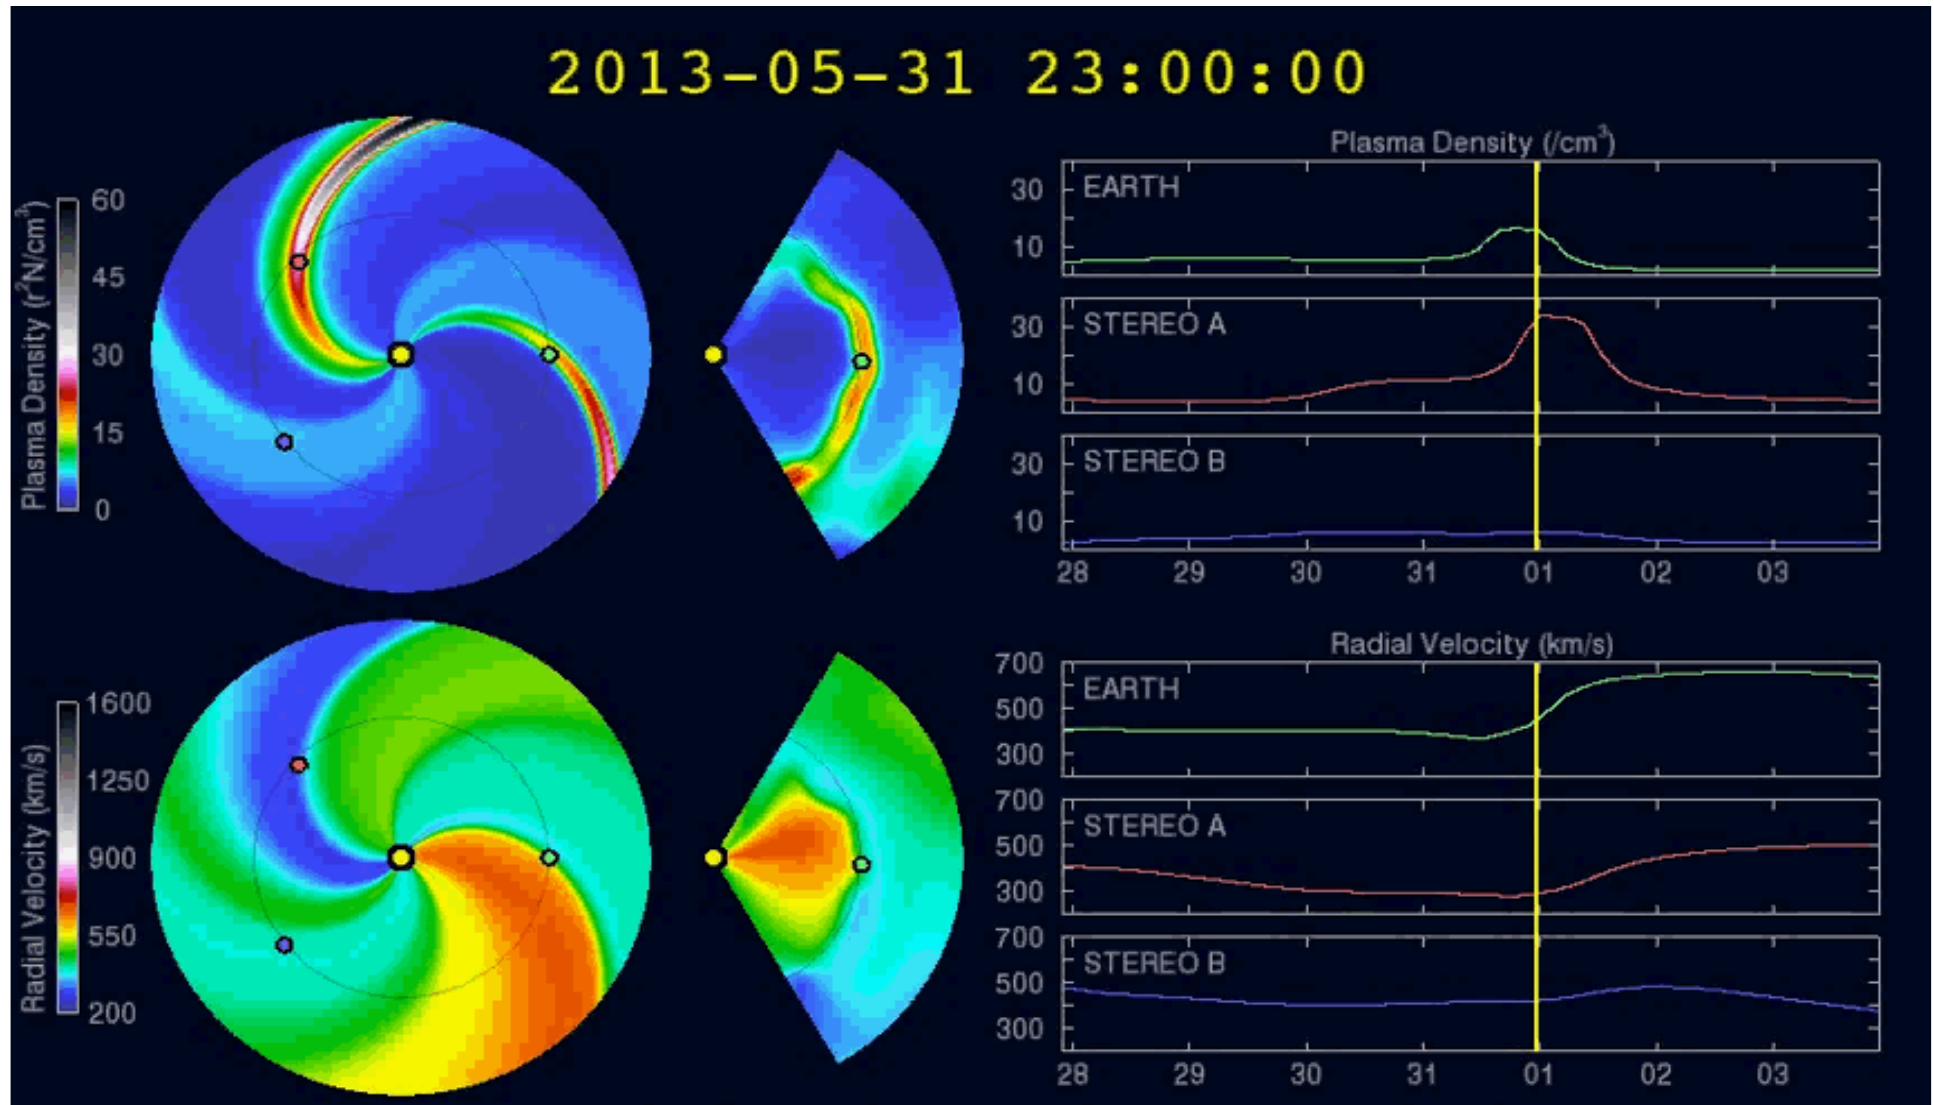 2013-05-31 23:00:00
Plasma Density (r²N/cm³)
60
45
30
15
0
Plasma Density (/cm³)
EARTH
30
10
STEREO A
30
10
STEREO B
30
10
28 29 30 31 01 02 03
Radial Velocity (km/s)
1600
1250
900
550
200
Radial Velocity (km/s)
EARTH
700
500
300
STEREO A
700
500
300
STEREO B
700
500
300
28 29 30 31 01 02 03